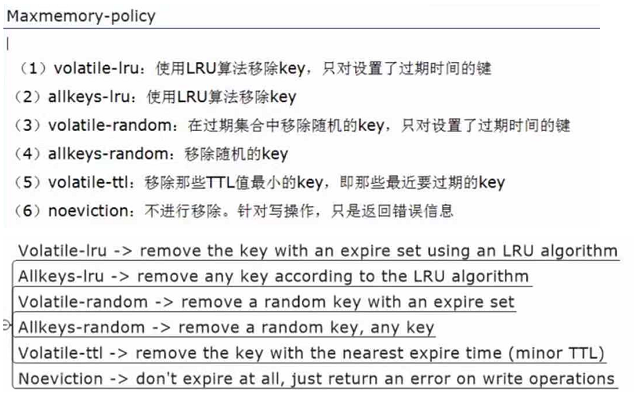 Maxmemory-policy
（1）volatile-lru：使用LRU算法移除key，只对设置了过期时间的键
（2）allkeys-lru：使用LRU算法移除key
（3）volatile-random：在过期集合中移除随机的key，只对设置了过期时间的键
（4）allkeys-random：移除随机的key
（5）volatile-ttl：移除那些TTL值最小的key，即那些最近要过期的key
（6）noeviction：不进行移除。针对写操作，只是返回错误信息
Volatile-lru -> remove the key with an expire set using an LRU algorithm
Allkeys-lru -> remove any key according to the LRU algorithm
Volatile-random -> remove a random key with an expire set
Allkeys-random -> remove a random key, any key
Volatile-ttl -> remove the key with the nearest expire time (minor TTL)
Noeviction -> don't expire at all, just return an error on write operations